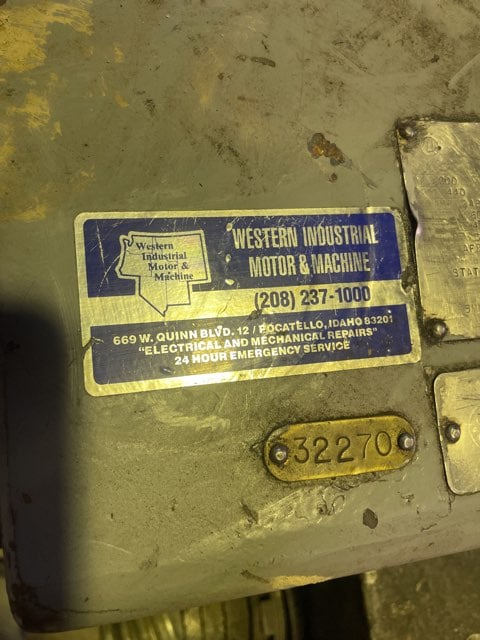 Western
Industrial
Motor &
Machine
WESTERN INDUSTRIAL
MOTOR & MACHINE
(208) 237-1000
669 W. QUINN BLVD. 12 / POCATELLO, IDAHO 83201
"ELECTRICAL AND MECHANICAL REPAIRS"
24 HOUR EMERGENCY SERVICE
32270